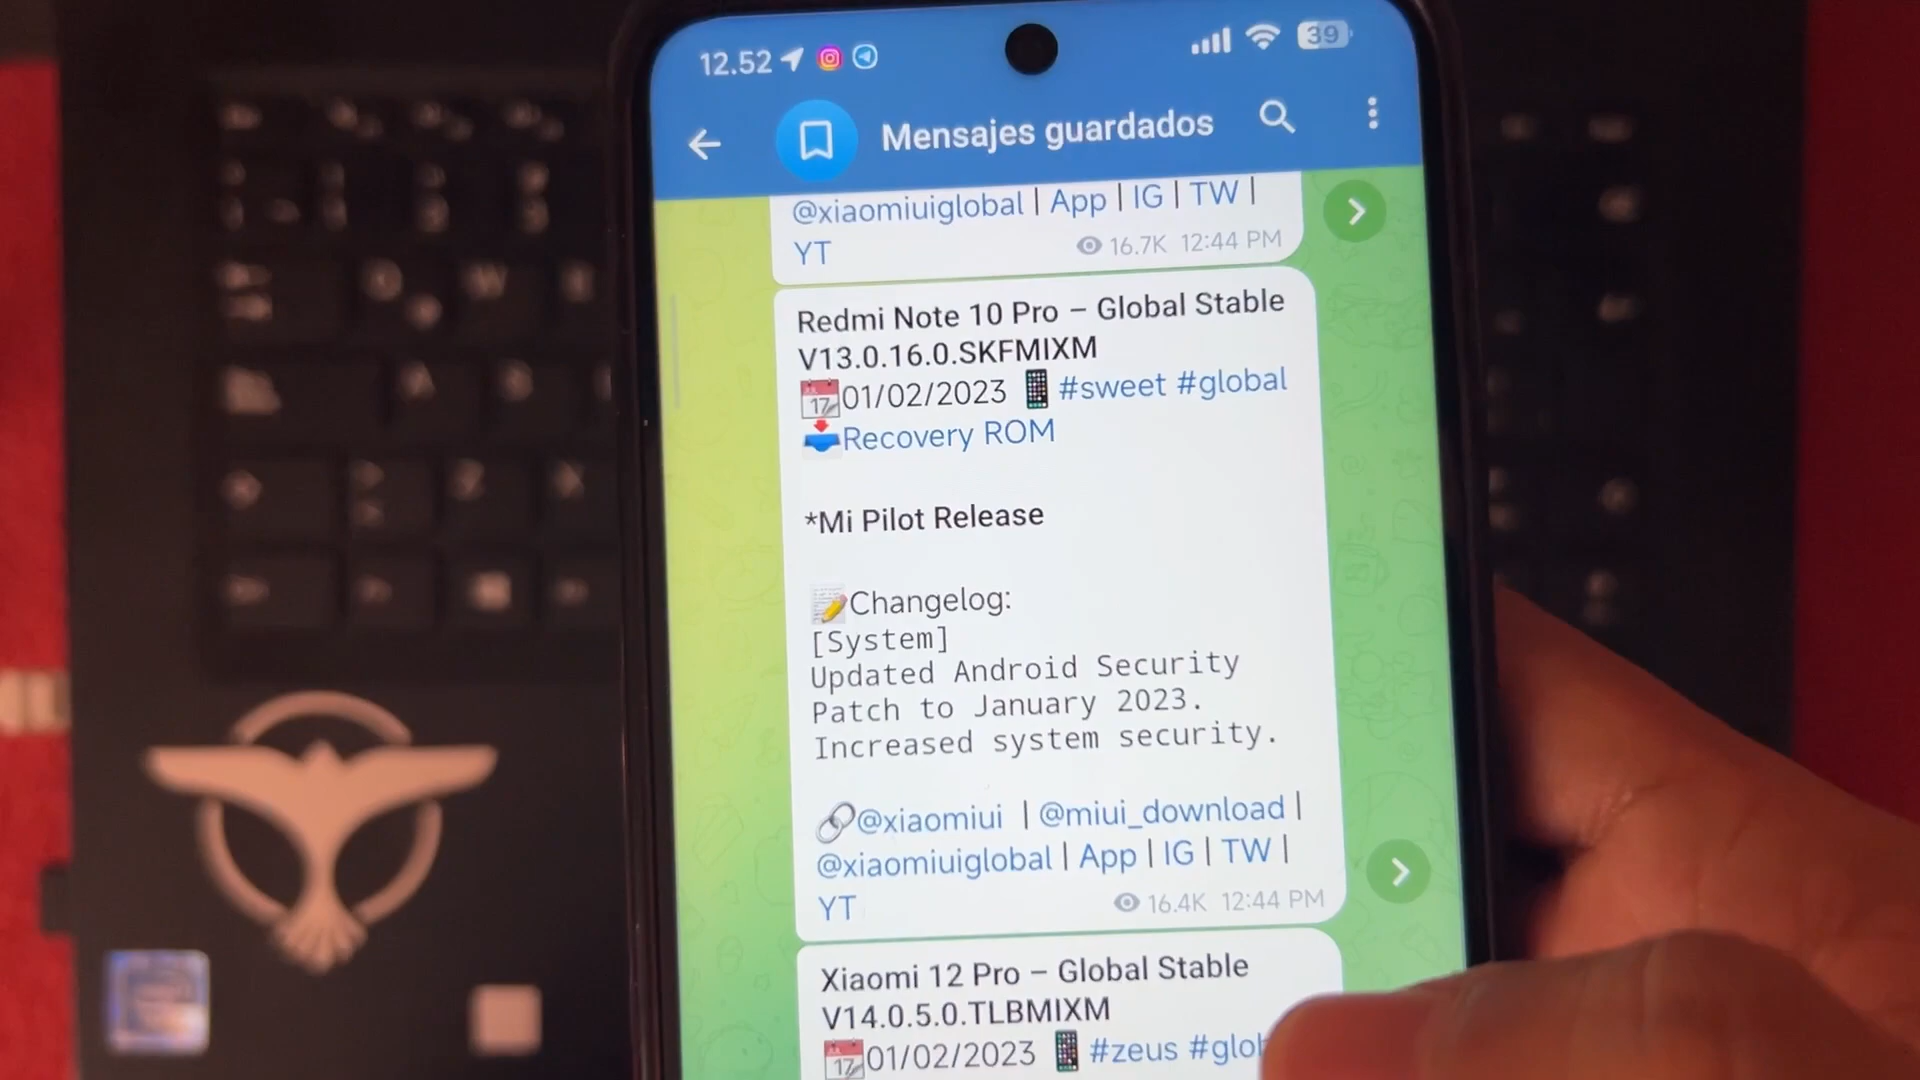 12.52
39
Mensajes guardados
@xiaomiuiglobal | App | IG | TW |
YT 16.7K 12:44 PM
Redmi Note 10 Pro – Global Stable
V13.0.16.0.SKFMIXM
01/02/2023 #sweet #global
Recovery ROM
*Mi Pilot Release
Changelog:
[System]
Updated Android Security
Patch to January 2023.
Increased system security.
@xiaomiui | @miui_download |
@xiaomiuiglobal | App | IG | TW |
YT 16.4K 12:44 PM
Xiaomi 12 Pro – Global Stable
V14.0.5.0.TLBMIXM
01/02/2023 #zeus #glob